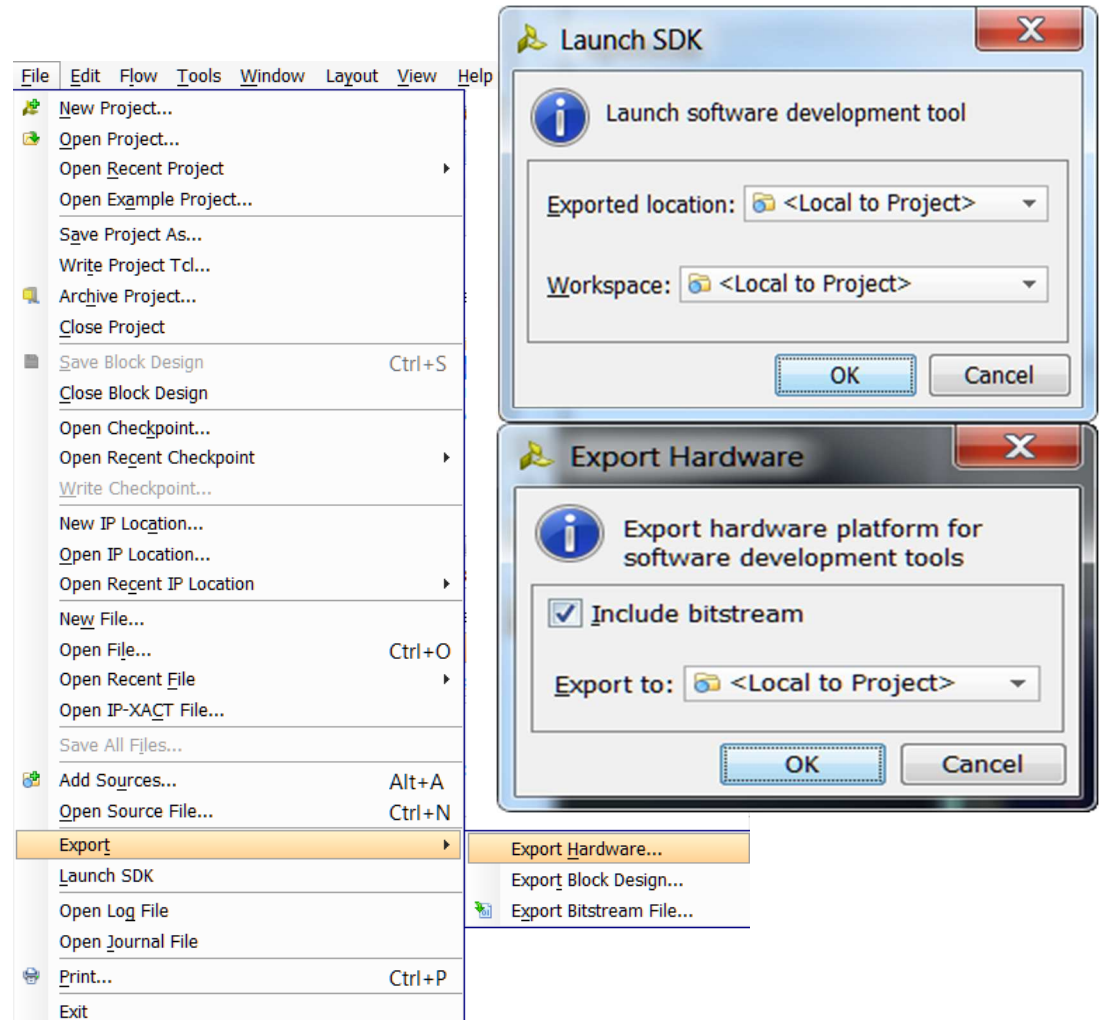 File Edit Flow Tools Window Layout View Help
New Project...
Open Project...
Open Recent Project
Open Example Project...
Save Project As...
Write Project Tcl...
Archive Project...
Close Project
Save Block Design Ctrl+S
Close Block Design
Open Checkpoint...
Open Recent Checkpoint
Write Checkpoint...
New IP Location...
Open IP Location...
Open Recent IP Location
New File...
Open File... Ctrl+O
Open Recent File
Open IP-XACT File...
Save All Files...
Add Sources... Alt+A
Open Source File... Ctrl+N
Export
Launch SDK
Open Log File
Open Journal File
Print... Ctrl+P
Exit
Export Hardware...
Export Block Design...
Export Bitstream File...
Launch SDK
Launch software development tool
Exported location: <Local to Project>
Workspace: <Local to Project>
OK Cancel
Export Hardware
Export hardware platform for
software development tools
Include bitstream
Export to: <Local to Project>
OK Cancel